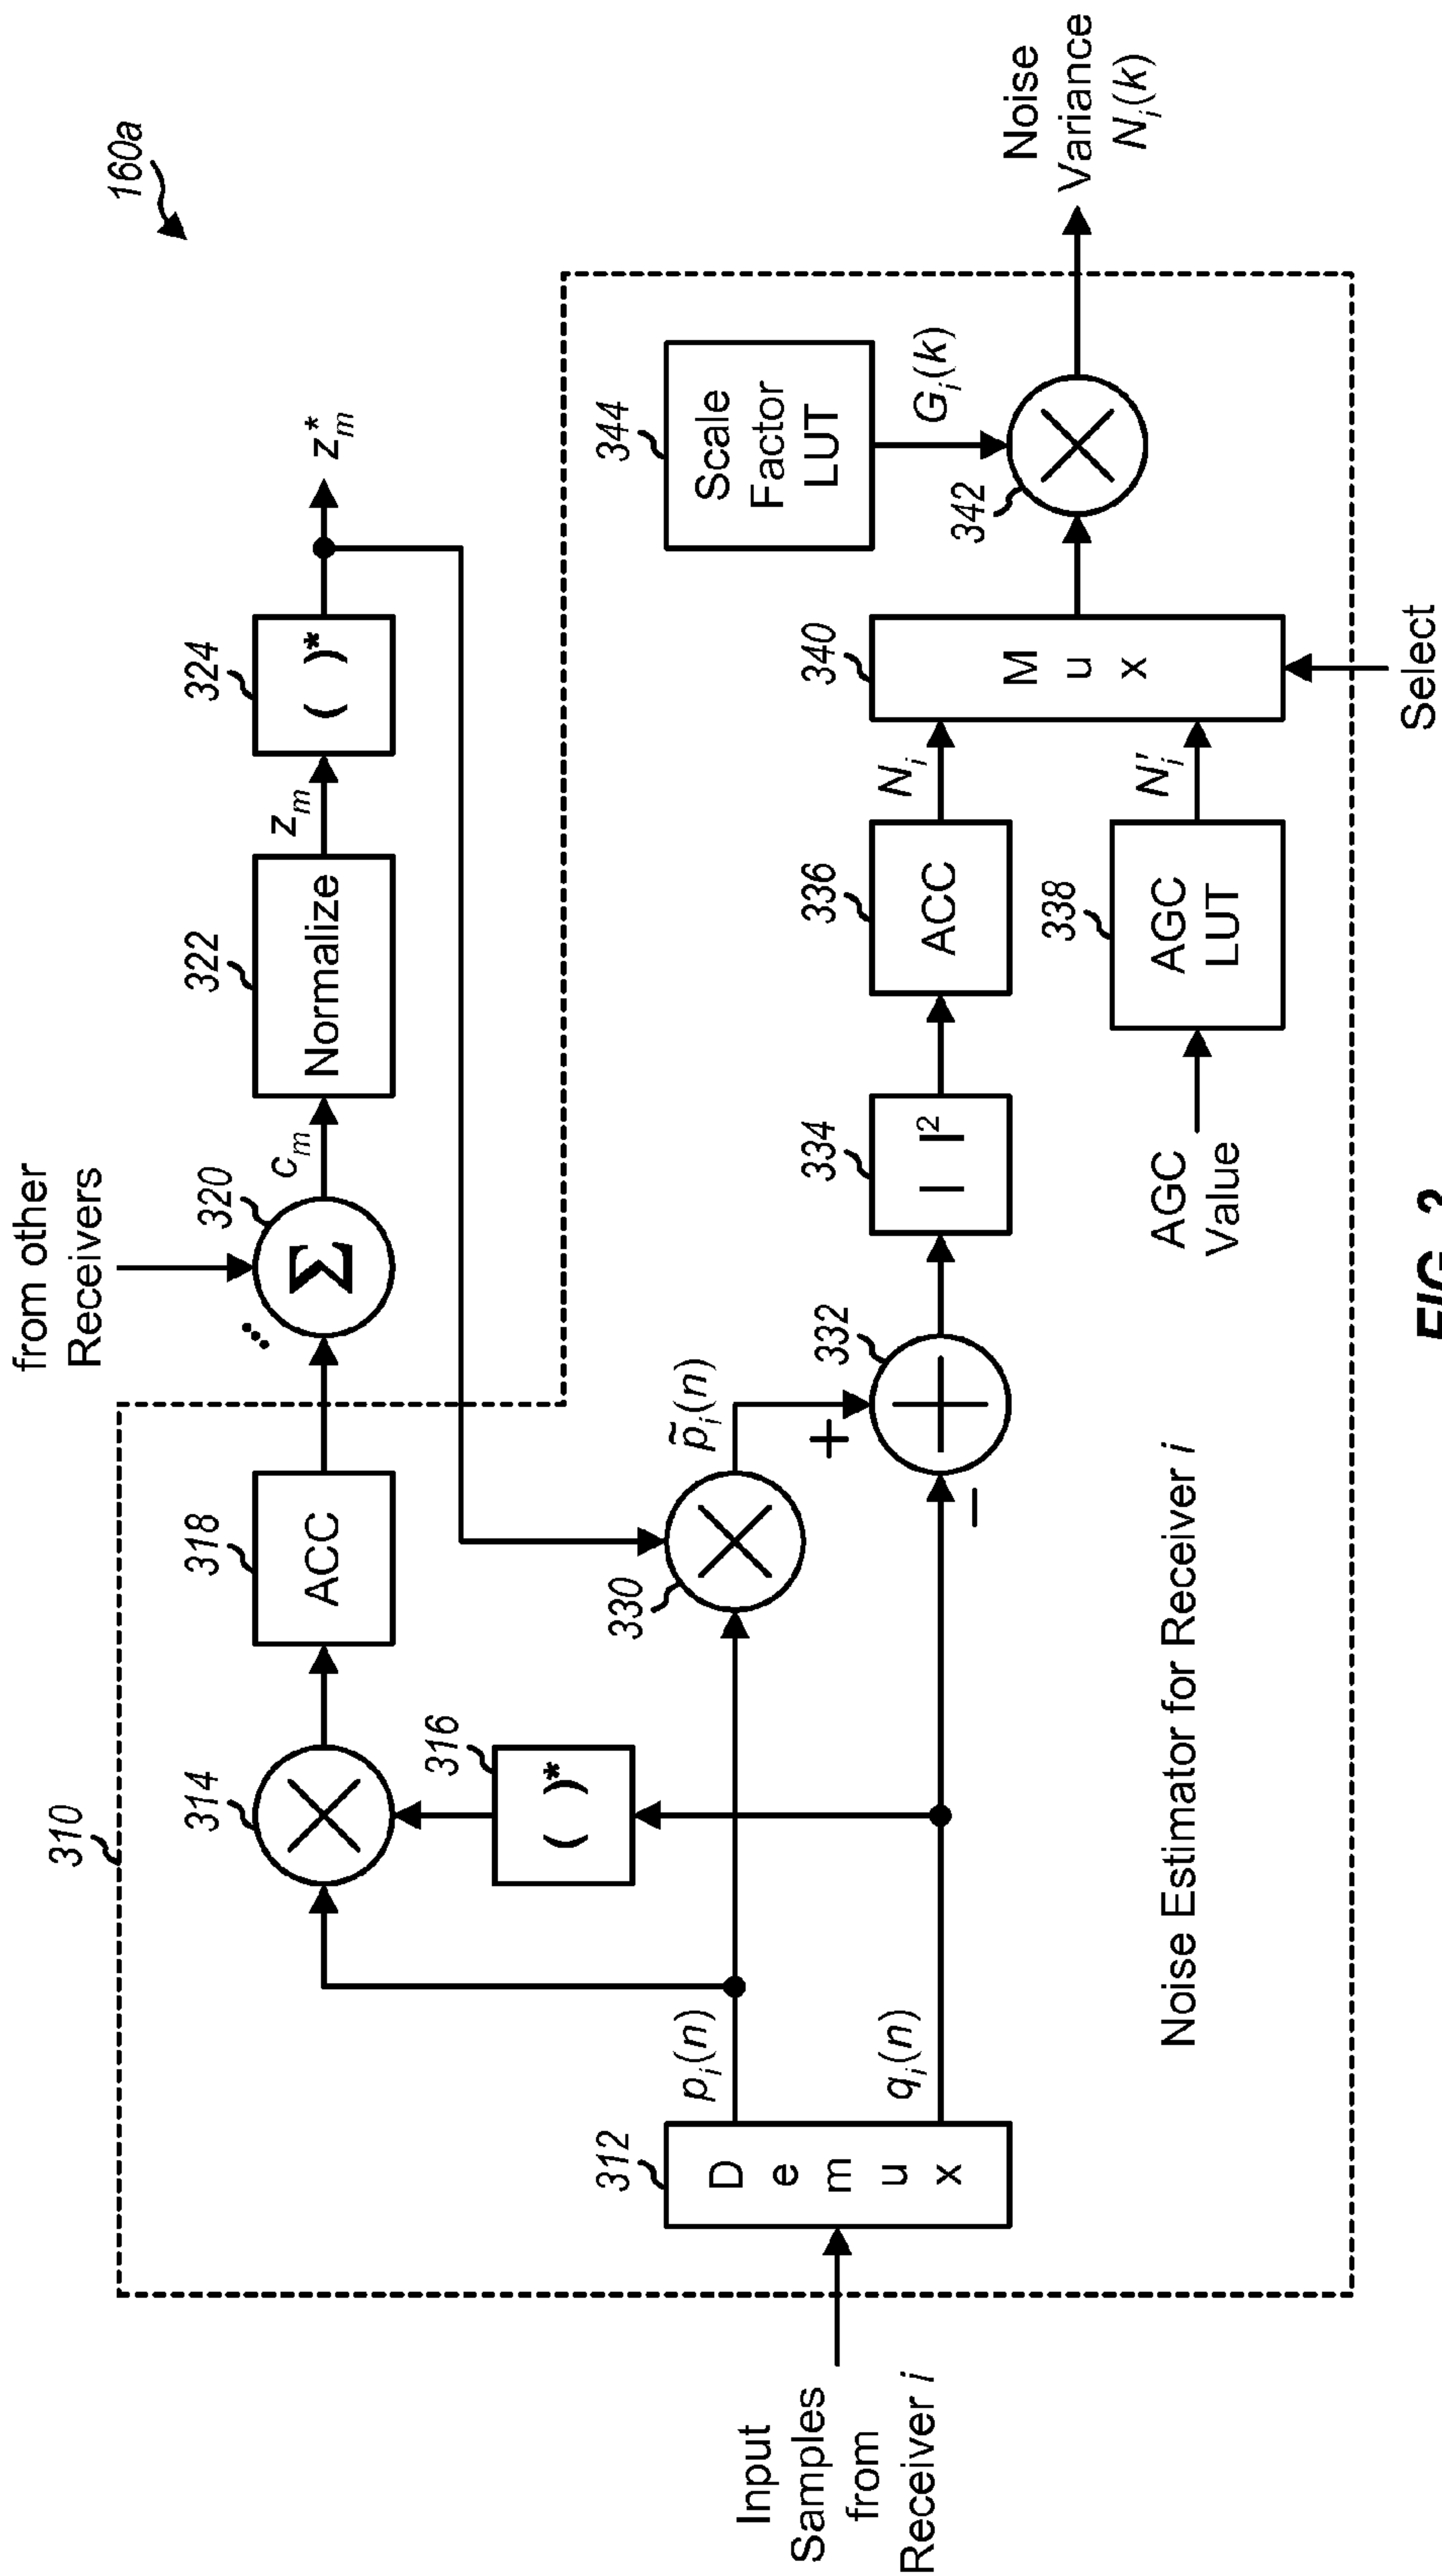 160a
310
from other
Receivers
314
318
320
322
324
ACC
Σ
c_m
Normalize
z_m
( )*
z_m^*
316
( )*
312
D
e
m
u
x
p_i(n)
q_i(n)
Input
Samples
from
Receiver i
330
p̃_i(n)
332
+
−
334
| |²
336
ACC
N_i
338
AGC
LUT
N'_i
AGC
Value
340
M
u
x
Select
342
344
Scale
Factor
LUT
G_i(k)
Noise
Variance
N_i(k)
Noise Estimator for Receiver i